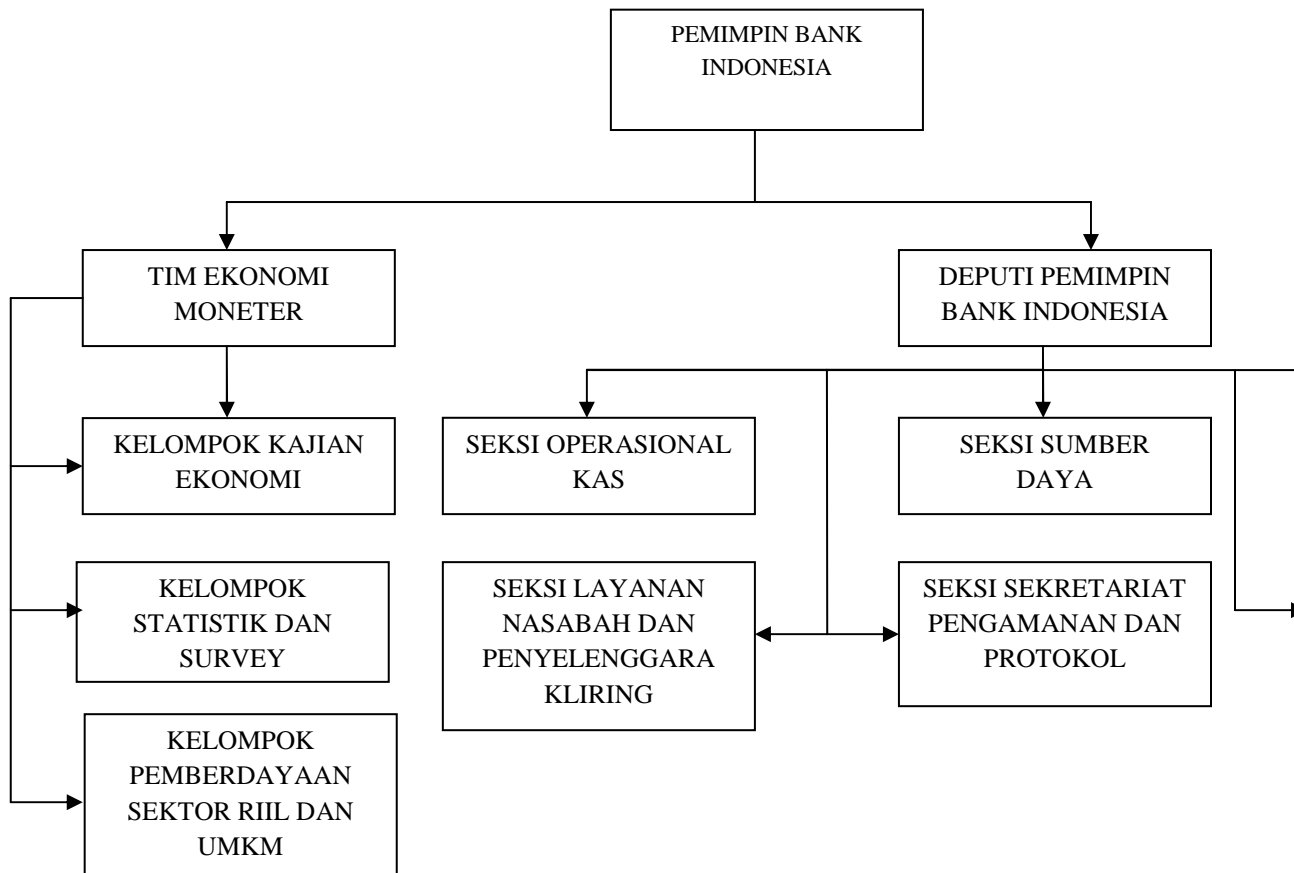 PEMIMPIN BANK
INDONESIA
TIM EKONOMI
MONETER
DEPUTI PEMIMPIN
BANK INDONESIA
KELOMPOK KAJIAN
EKONOMI
SEKSI OPERASIONAL
KAS
SEKSI SUMBER
DAYA
KELOMPOK
STATISTIK DAN
SURVEY
SEKSI LAYANAN
NASABAH DAN
PENYELENGGARA
KLIRING
SEKSI SEKRETARIAT
PENGAMANAN DAN
PROTOKOL
KELOMPOK
PEMBERDAYAAN
SEKTOR RIIL DAN
UMKM